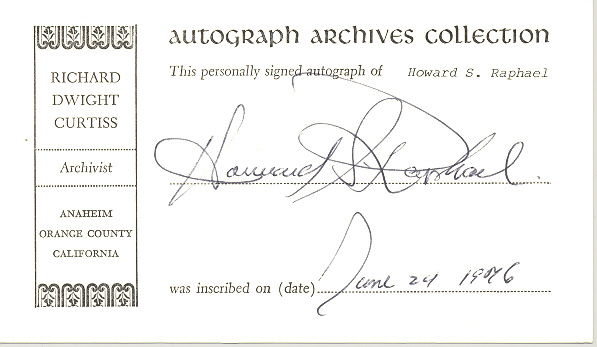 autograph archives collection
This personally signed autograph of Howard S. Raphael
RICHARD
DWIGHT
CURTISS
Archivist
ANAHEIM
ORANGE COUNTY
CALIFORNIA
Howard S. Raphael.
was inscribed on (date) June 24 1976